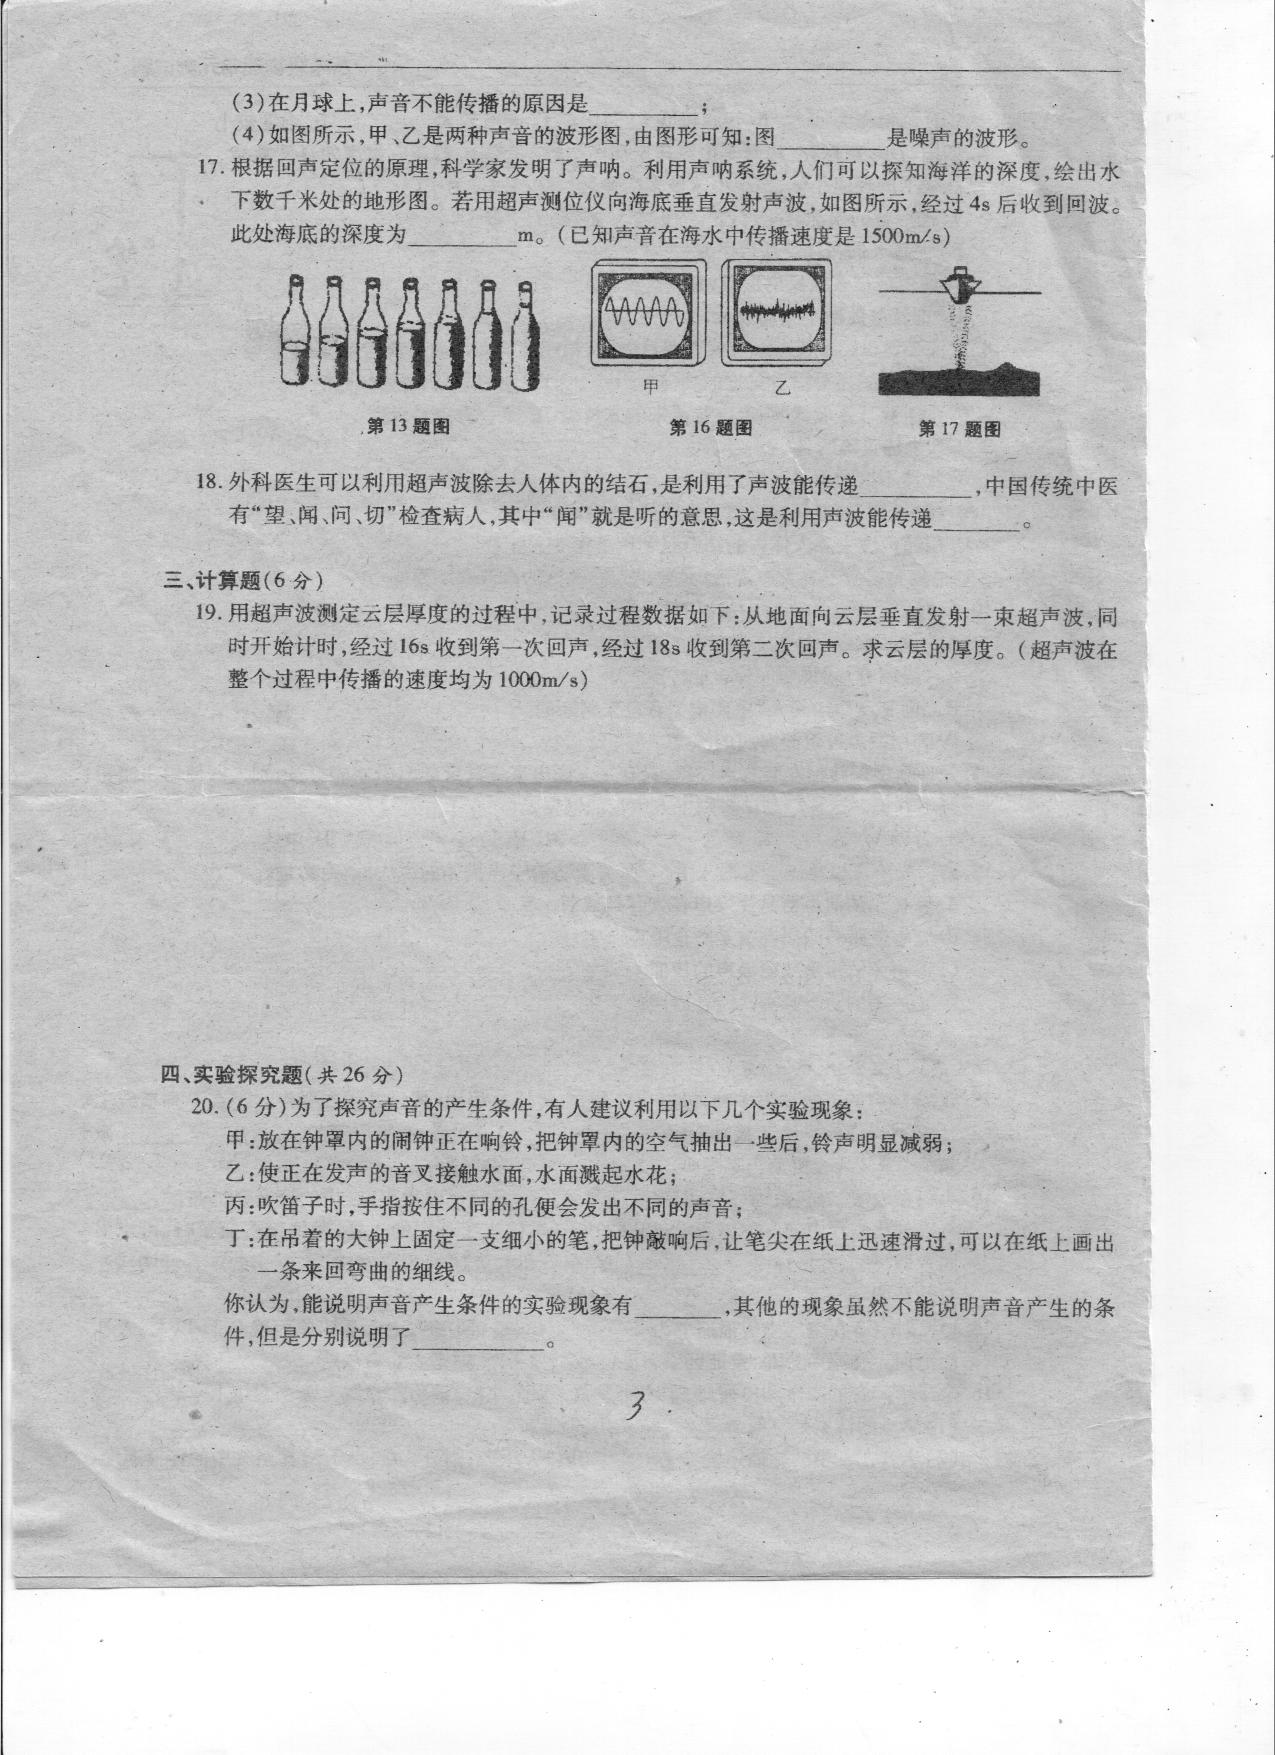 (3)在月球上,声音不能传播的原因是__________;
(4)如图所示,甲、乙是两种声音的波形图,由图形可知:图__________是噪声的波形。
17.根据回声定位的原理,科学家发明了声呐。利用声呐系统,人们可以探知海洋的深度,绘出水
下数千米处的地形图。若用超声测位仪向海底垂直发射声波,如图所示,经过4s后收到回波。
此处海底的深度为__________m。(已知声音在海水中传播速度是1500m/s)
甲 乙
第13题图 第16题图 第17题图
18.外科医生可以利用超声波除去人体内的结石,是利用了声波能传递__________,中国传统中医
有“望、闻、问、切”检查病人,其中“闻”就是听的意思,这是利用声波能传递________。
三、计算题(6分)
19.用超声波测定云层厚度的过程中,记录过程数据如下:从地面向云层垂直发射一束超声波,同
时开始计时,经过16s收到第一次回声,经过18s收到第二次回声。求云层的厚度。(超声波在
整个过程中传播的速度均为1000m/s)
四、实验探究题(共26分)
20.(6分)为了探究声音的产生条件,有人建议利用以下几个实验现象:
甲:放在钟罩内的闹钟正在响铃,把钟罩内的空气抽出一些后,铃声明显减弱;
乙:使正在发声的音叉接触水面,水面溅起水花;
丙:吹笛子时,手指按住不同的孔便会发出不同的声音;
丁:在吊着的大钟上固定一支细小的笔,把钟敲响后,让笔尖在纸上迅速滑过,可以在纸上画出
一条来回弯曲的细线。
你认为,能说明声音产生条件的实验现象有________,其他的现象虽然不能说明声音产生的条
件,但是分别说明了____________。
3